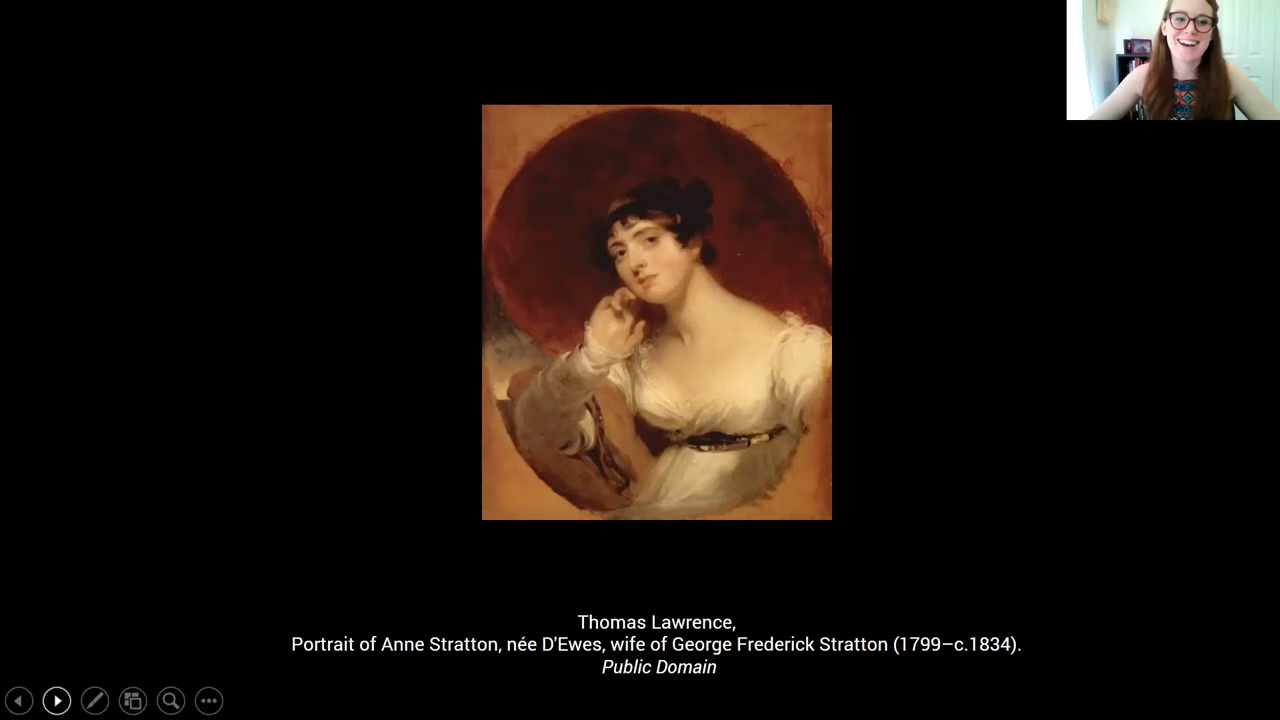 Thomas Lawrence,
Portrait of Anne Stratton, née D'Ewes, wife of George Frederick Stratton (1799–c.1834).
Public Domain